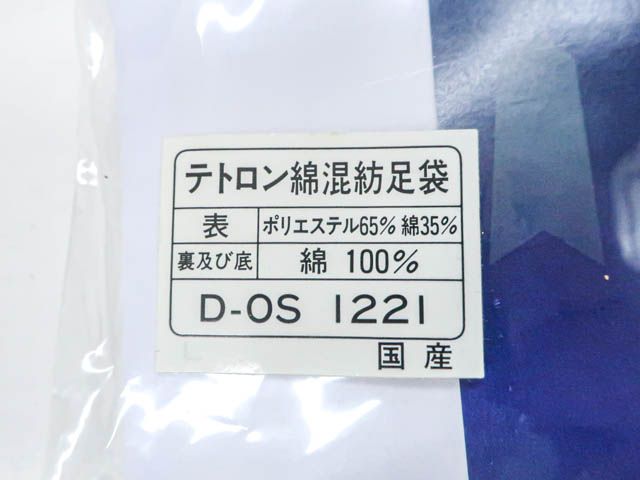 テトロン綿混紡足袋
表 ポリエステル65% 綿35%
裏及び底 綿 100%
D-OS 1221
国産